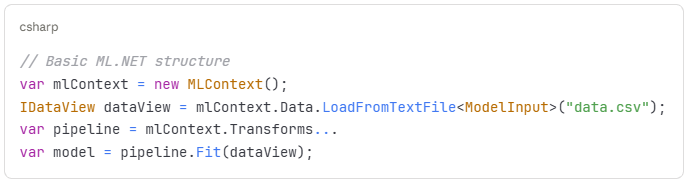 csharp
// Basic ML.NET structure
var mlContext = new MLContext();
IDataView dataView = mlContext.Data.LoadFromTextFile<ModelInput>("data.csv");
var pipeline = mlContext.Transforms...
var model = pipeline.Fit(dataView);